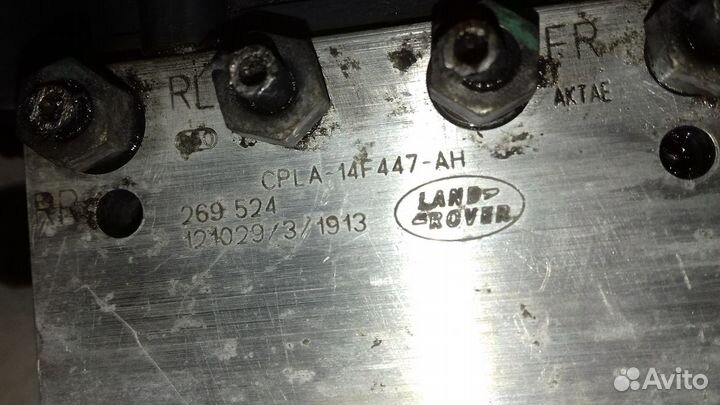 RL
FR
AKTAE
CPLA-14F447-AH
RR
269 524
LAND-
-ROVER
121029/3/1913
Avito